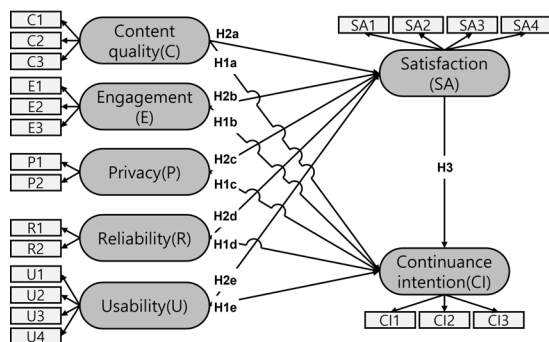 C1
C2
C3
Content
quality(C)
E1
E2
E3
Engagement
(E)
P1
P2
Privacy(P)
R1
R2
Reliability(R)
U1
U2
U3
U4
Usability(U)
H2a
H1a
H2b
H1b
H2c
H1c
H2d
H1d
H2e
H1e
SA1
SA2
SA3
SA4
Satisfaction
(SA)
H3
Continuance
intention(CI)
CI1
CI2
CI3